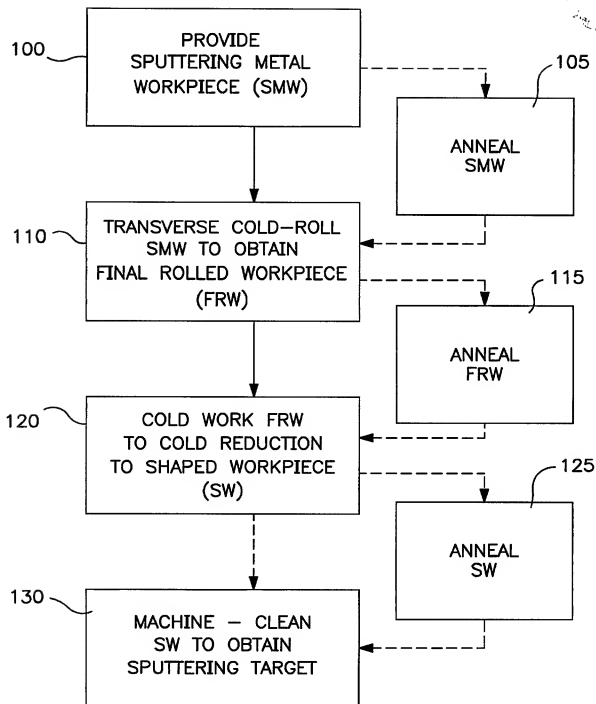 100
PROVIDE
SPUTTERING METAL
WORKPIECE (SMW)
105
ANNEAL
SMW
110
TRANSVERSE COLD-ROLL
SMW TO OBTAIN
FINAL ROLLED WORKPIECE
(FRW)
115
ANNEAL
FRW
120
COLD WORK FRW
TO COLD REDUCTION
TO SHAPED WORKPIECE
(SW)
125
ANNEAL
SW
130
MACHINE – CLEAN
SW TO OBTAIN
SPUTTERING TARGET